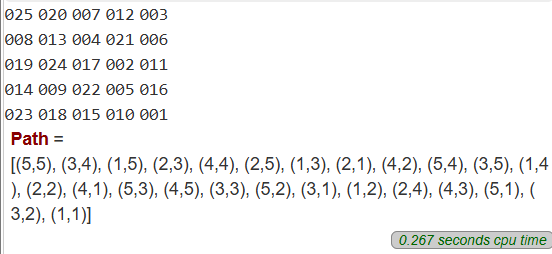 025 020 007 012 003
008 013 004 021 006
019 024 017 002 011
014 009 022 005 016
023 018 015 010 001
Path =
[(5,5), (3,4), (1,5), (2,3), (4,4), (2,5), (1,3), (2,1), (4,2), (5,4), (3,5), (1,4
), (2,2), (4,1), (5,3), (4,5), (3,3), (5,2), (3,1), (1,2), (2,4), (4,3), (5,1), (
3,2), (1,1)]
0.267 seconds cpu time